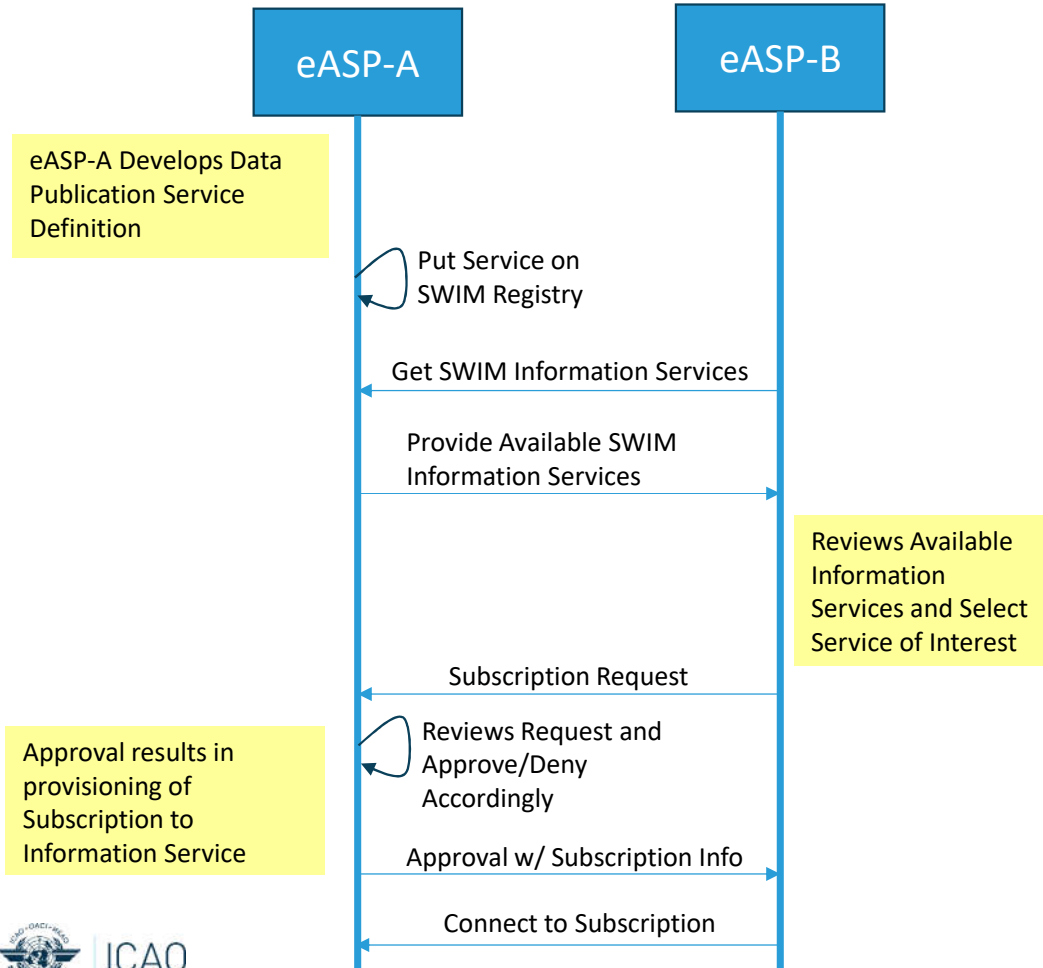 eASP-A
eASP-B
eASP-A Develops Data
Publication Service
Definition
Put Service on
SWIM Registry
Get SWIM Information Services
Provide Available SWIM
Information Services
Reviews Available
Information
Services and Select
Service of Interest
Subscription Request
Reviews Request and
Approve/Deny
Accordingly
Approval results in
provisioning of
Subscription to
Information Service
Approval w/ Subscription Info
Connect to Subscription
ICAO